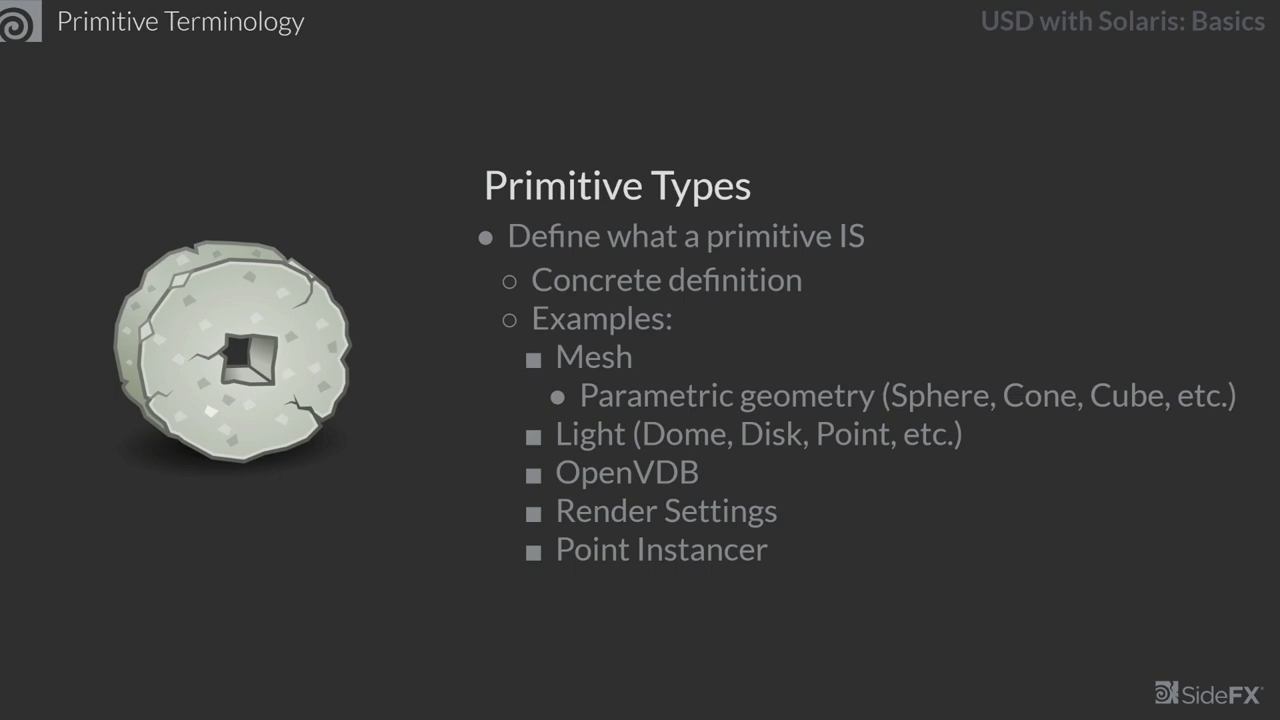 Primitive Terminology
USD with Solaris: Basics
Primitive Types
● Define what a primitive IS
○ Concrete definition
○ Examples:
■ Mesh
● Parametric geometry (Sphere, Cone, Cube, etc.)
■ Light (Dome, Disk, Point, etc.)
■ OpenVDB
■ Render Settings
■ Point Instancer
SideFX